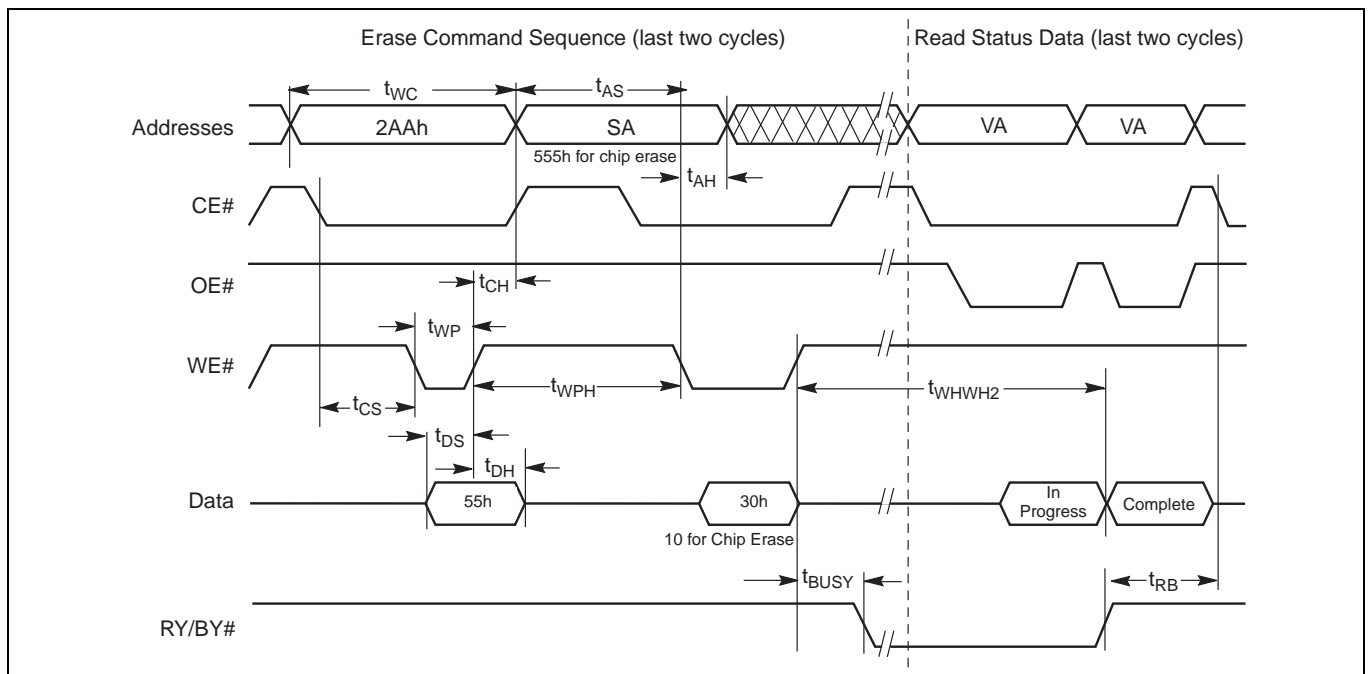 Erase Command Sequence (last two cycles)
Read Status Data (last two cycles)
tWC
tAS
Addresses
2AAh
SA
VA
VA
555h for chip erase
tAH
CE#
OE#
tCH
tWP
WE#
tWPH
tWHWH2
tCS
tDS
tDH
Data
55h
30h
In
Progress
Complete
10 for Chip Erase
tBUSY
tRB
RY/BY#